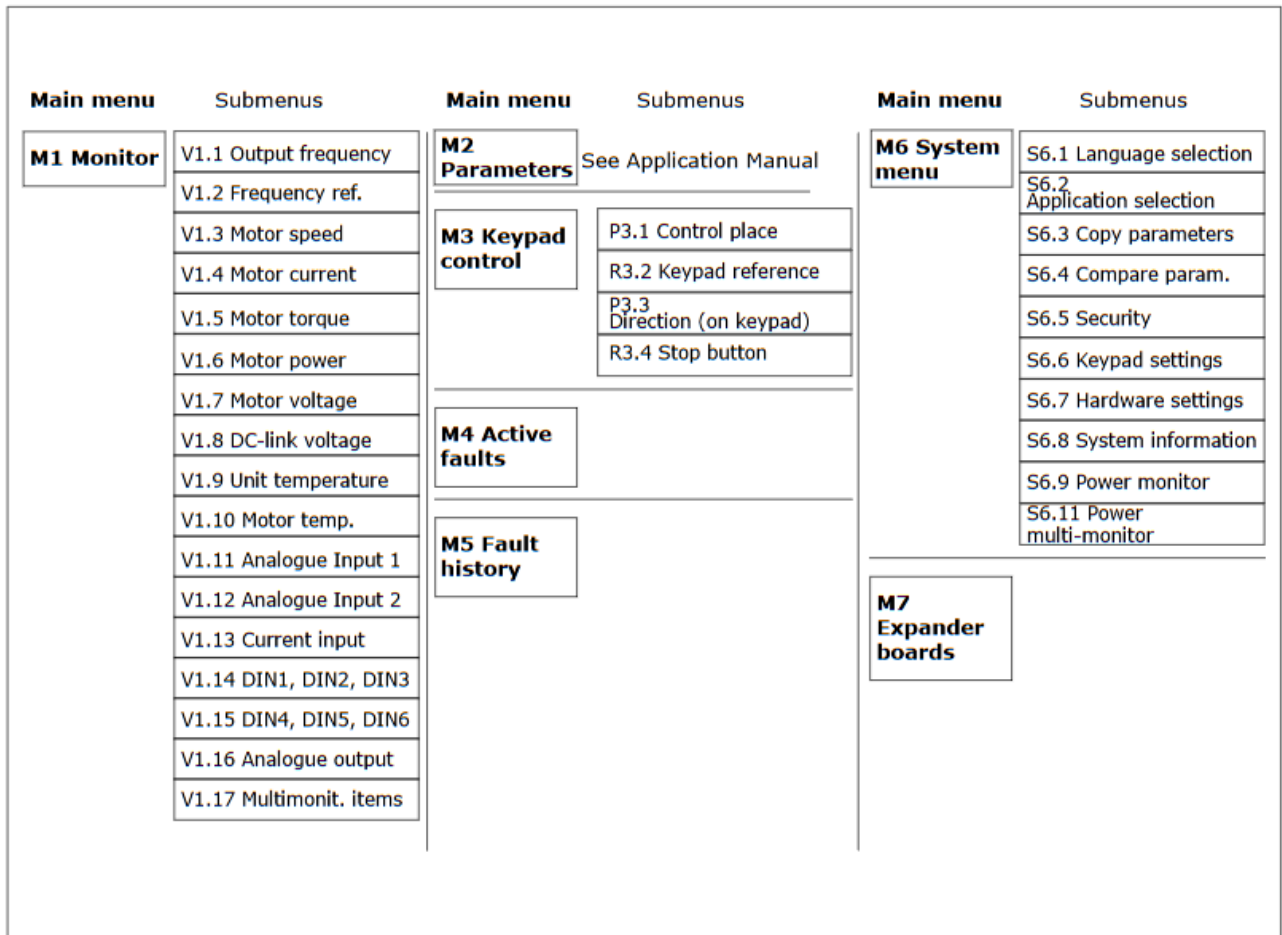 Main menu Submenus
M1 Monitor
V1.1 Output frequency
V1.2 Frequency ref.
V1.3 Motor speed
V1.4 Motor current
V1.5 Motor torque
V1.6 Motor power
V1.7 Motor voltage
V1.8 DC-link voltage
V1.9 Unit temperature
V1.10 Motor temp.
V1.11 Analogue Input 1
V1.12 Analogue Input 2
V1.13 Current input
V1.14 DIN1, DIN2, DIN3
V1.15 DIN4, DIN5, DIN6
V1.16 Analogue output
V1.17 Multimonit. items
Main menu Submenus
M2
Parameters
See Application Manual
M3 Keypad
control
P3.1 Control place
R3.2 Keypad reference
P3.3
Direction (on keypad)
R3.4 Stop button
M4 Active
faults
M5 Fault
history
Main menu Submenus
M6 System
menu
S6.1 Language selection
S6.2
Application selection
S6.3 Copy parameters
S6.4 Compare param.
S6.5 Security
S6.6 Keypad settings
S6.7 Hardware settings
S6.8 System information
S6.9 Power monitor
S6.11 Power
multi-monitor
M7
Expander
boards